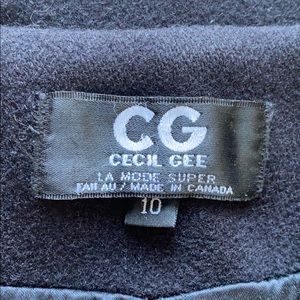 CG
CECIL GEE
LA MODE SUPER
FAIT AU / MADE IN CANADA
10